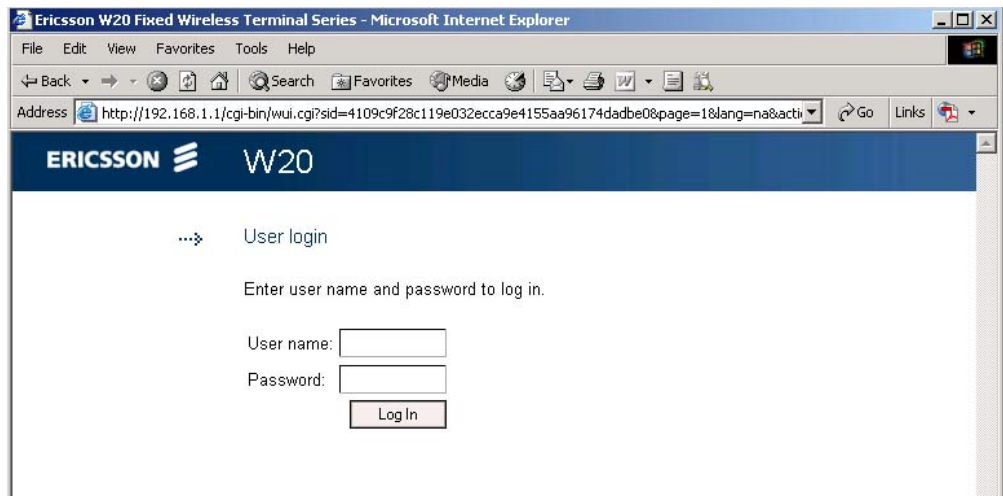 Ericsson W20 Fixed Wireless Terminal Series - Microsoft Internet Explorer
File Edit View Favorites Tools Help
Back Search Favorites Media
Address http://192.168.1.1/cgi-bin/wui.cgi?sid=4109c9f28c119e032ecca9e4155aa96174dadbe0&page=1&lang=na&acti Go Links
ERICSSON W20
User login
Enter user name and password to log in.
User name:
Password:
Log In